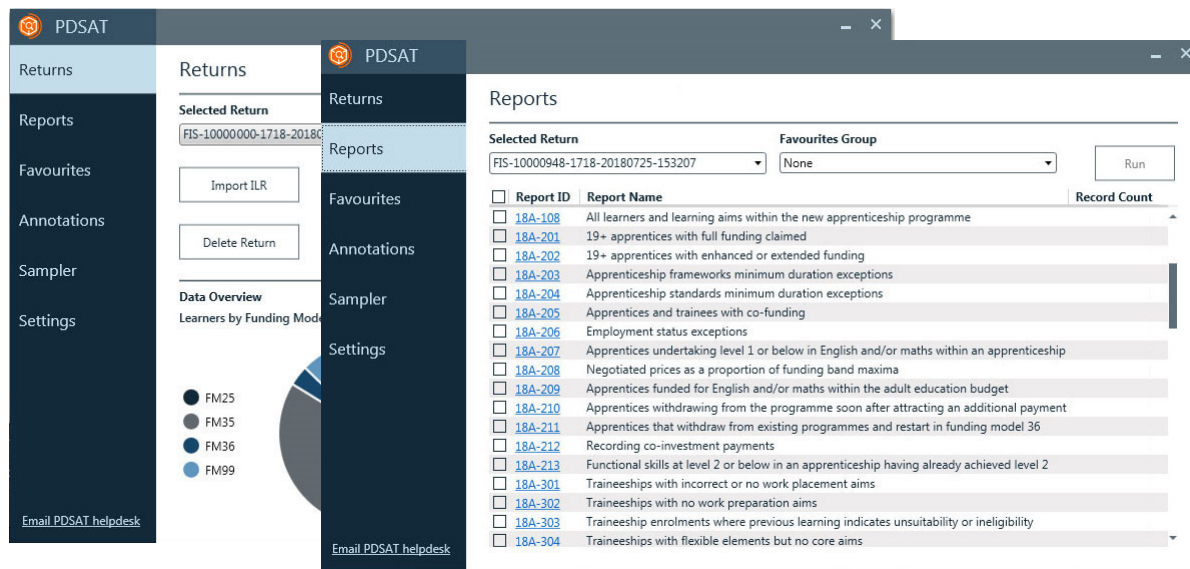 PDSAT
Returns
Reports
Favourites
Annotations
Sampler
Settings
Email PDSAT helpdesk
Returns
Selected Return
FIS-10000000-1718-20180
Import ILR
Delete Return
Data Overview
Learners by Funding Mode
FM25
FM35
FM36
FM99
PDSAT
Returns
Reports
Favourites
Annotations
Sampler
Settings
Email PDSAT helpdesk
Reports
Selected Return Favourites Group
FIS-10000948-1718-20180725-153207 None Run
Report ID Report Name Record Count
18A-108 All learners and learning aims within the new apprenticeship programme
18A-201 19+ apprentices with full funding claimed
18A-202 19+ apprentices with enhanced or extended funding
18A-203 Apprenticeship frameworks minimum duration exceptions
18A-204 Apprenticeship standards minimum duration exceptions
18A-205 Apprentices and trainees with co-funding
18A-206 Employment status exceptions
18A-207 Apprentices undertaking level 1 or below in English and/or maths within an apprenticeship
18A-208 Negotiated prices as a proportion of funding band maxima
18A-209 Apprentices funded for English and/or maths within the adult education budget
18A-210 Apprentices withdrawing from the programme soon after attracting an additional payment
18A-211 Apprentices that withdraw from existing programmes and restart in funding model 36
18A-212 Recording co-investment payments
18A-213 Functional skills at level 2 or below in an apprenticeship having already achieved level 2
18A-301 Traineeships with incorrect or no work placement aims
18A-302 Traineeships with no work preparation aims
18A-303 Traineeship enrolments where previous learning indicates unsuitability or ineligibility
18A-304 Traineeships with flexible elements but no core aims